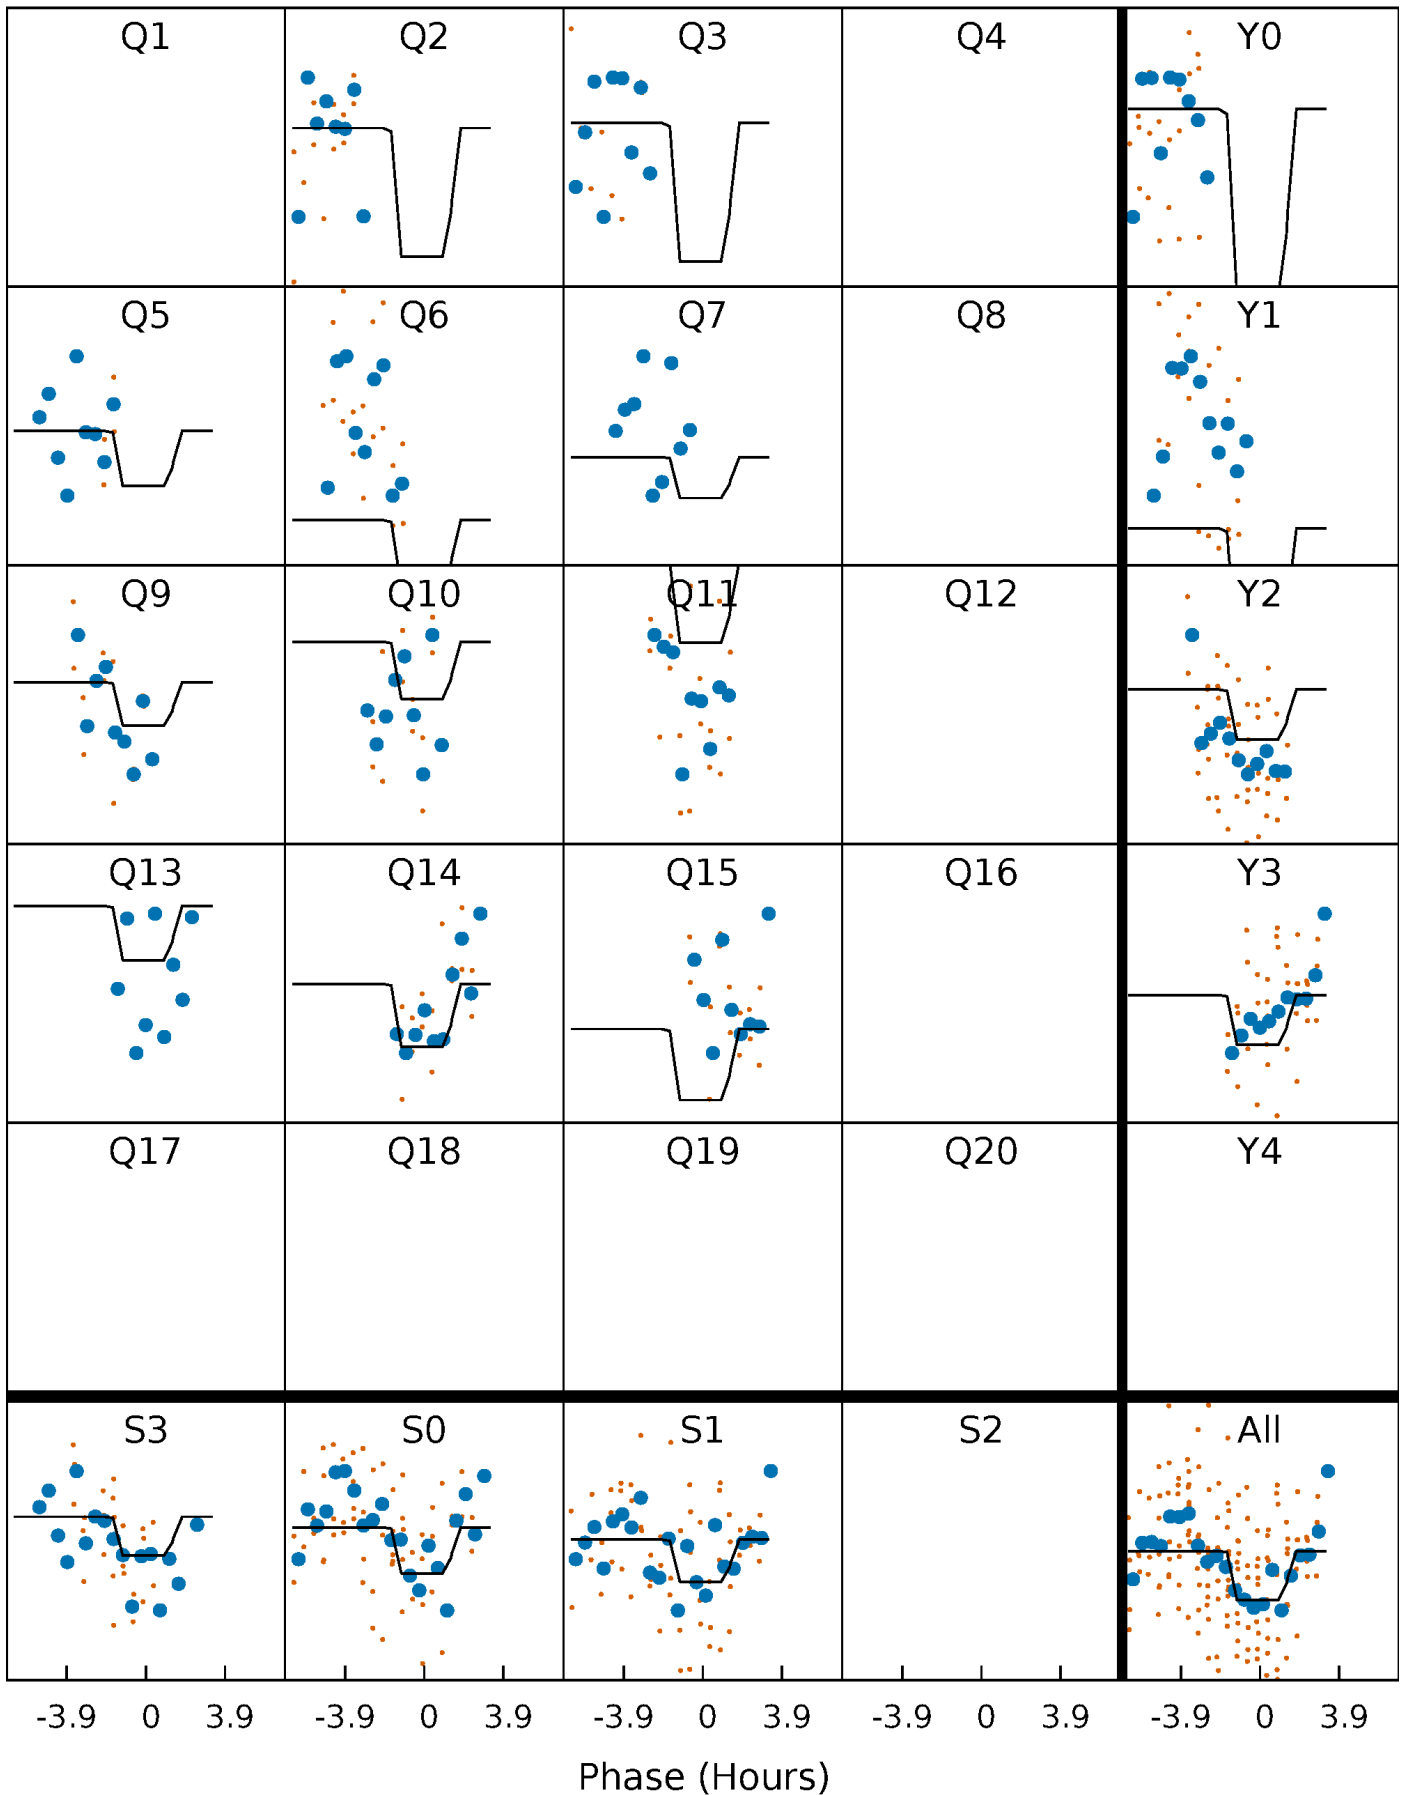 Q1 Q2 Q3 Q4 Y0
Q5 Q6 Q7 Q8 Y1
Q9 Q10 Q11 Q12 Y2
Q13 Q14 Q15 Q16 Y3
Q17 Q18 Q19 Q20 Y4
S3 S0 S1 S2 All
-3.9 0 3.9 -3.9 0 3.9 -3.9 0 3.9 -3.9 0 3.9 -3.9 0 3.9
Phase (Hours)